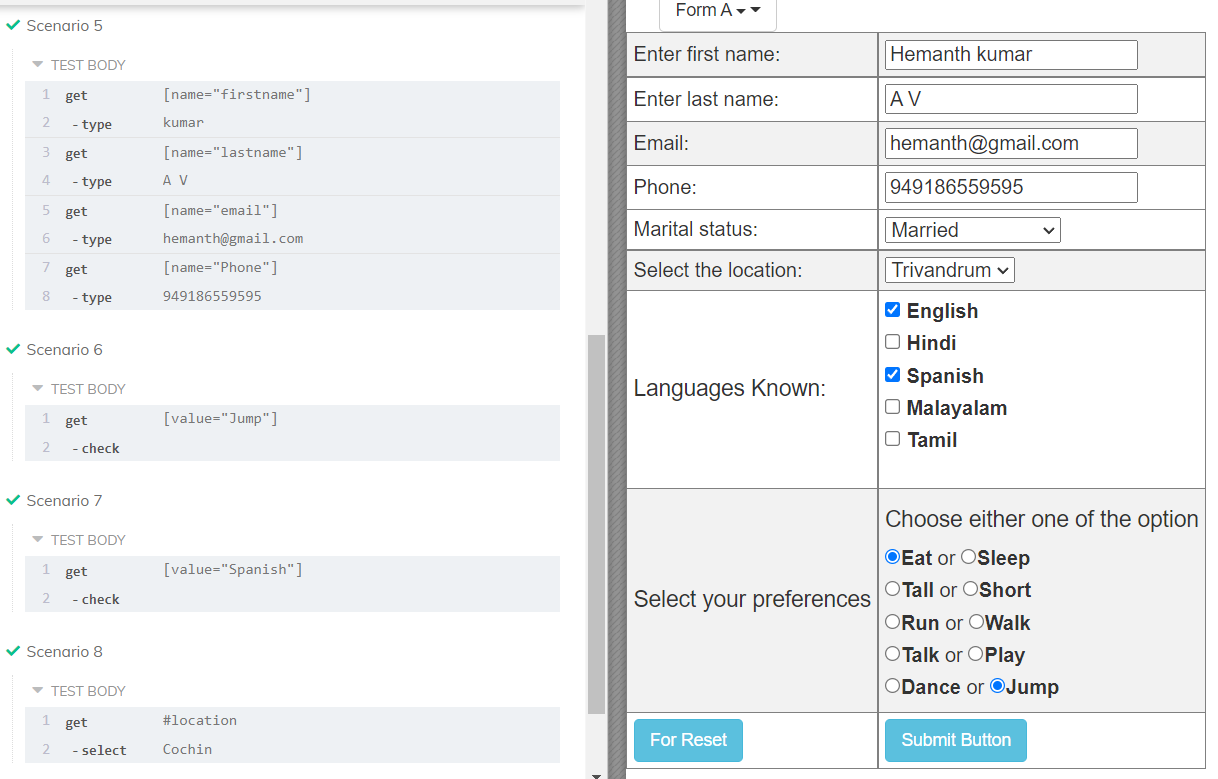 Scenario 5
TEST BODY
1 get [name="firstname"]
2 -type kumar
3 get [name="lastname"]
4 -type A V
5 get [name="email"]
6 -type hemanth@gmail.com
7 get [name="Phone"]
8 -type 949186559595
Scenario 6
TEST BODY
1 get [value="Jump"]
2 -check
Scenario 7
TEST BODY
1 get [value="Spanish"]
2 -check
Scenario 8
TEST BODY
1 get #location
2 -select Cochin
Form A
Enter first name: Hemanth kumar
Enter last name: A V
Email: hemanth@gmail.com
Phone: 949186559595
Marital status: Married
Select the location: Trivandrum
Languages Known:
English
Hindi
Spanish
Malayalam
Tamil
Select your preferences
Choose either one of the option
Eat or Sleep
Tall or Short
Run or Walk
Talk or Play
Dance or Jump
For Reset Submit Button